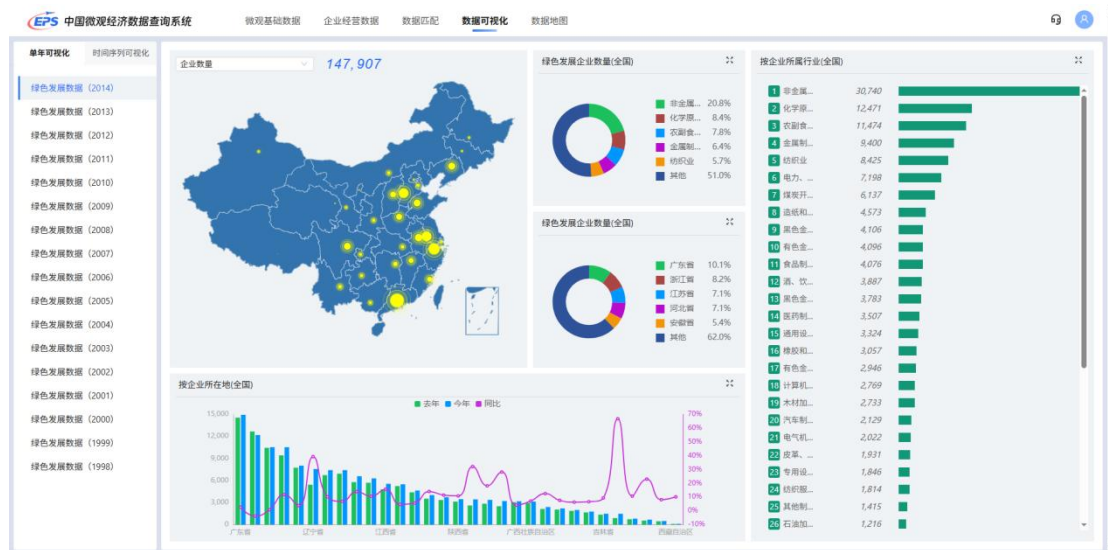 EPS 中国微观经济数据查询系统
微观基础数据 企业经营数据 数据匹配 数据可视化 数据地图
单年可视化 时间序列可视化
绿色发展数据（2014）
绿色发展数据（2013）
绿色发展数据（2012）
绿色发展数据（2011）
绿色发展数据（2010）
绿色发展数据（2009）
绿色发展数据（2008）
绿色发展数据（2007）
绿色发展数据（2006）
绿色发展数据（2005）
绿色发展数据（2004）
绿色发展数据（2003）
绿色发展数据（2002）
绿色发展数据（2001）
绿色发展数据（2000）
绿色发展数据（1999）
绿色发展数据（1998）
企业数量 147,907
绿色发展企业数量(全国)
非金属... 20.8%
化学原... 8.4%
农副食... 7.8%
金属制... 6.4%
纺织业 5.7%
其他 51.0%
绿色发展企业数量(全国)
广东省 10.1%
浙江省 8.2%
江苏省 7.1%
河北省 7.1%
安徽省 5.4%
其他 62.0%
按企业所在地(全国)
去年 今年 同比
15,000
12,000
9,000
6,000
3,000
0
70%
60%
50%
40%
30%
20%
10%
0%
-10%
广东省 辽宁省 江西省 陕西省 广西壮族自治区 吉林省 西藏自治区
按企业所属行业(全国)
1 非金属... 30,740
2 化学原... 12,471
3 农副食... 11,474
4 金属制... 9,400
5 纺织业 8,425
6 电力、... 7,198
7 煤炭开... 6,137
8 造纸和... 4,573
9 黑色金... 4,106
10 有色金... 4,096
11 食品制... 4,076
12 酒、饮... 3,887
13 黑色金... 3,783
14 医药制... 3,507
15 通用设... 3,324
16 橡胶和... 3,057
17 有色金... 2,946
18 计算机... 2,769
19 木材加... 2,733
20 汽车制... 2,129
21 电气机... 2,022
22 皮革、... 1,931
23 专用设... 1,846
24 纺织服... 1,814
25 其他制... 1,415
26 石油加... 1,216